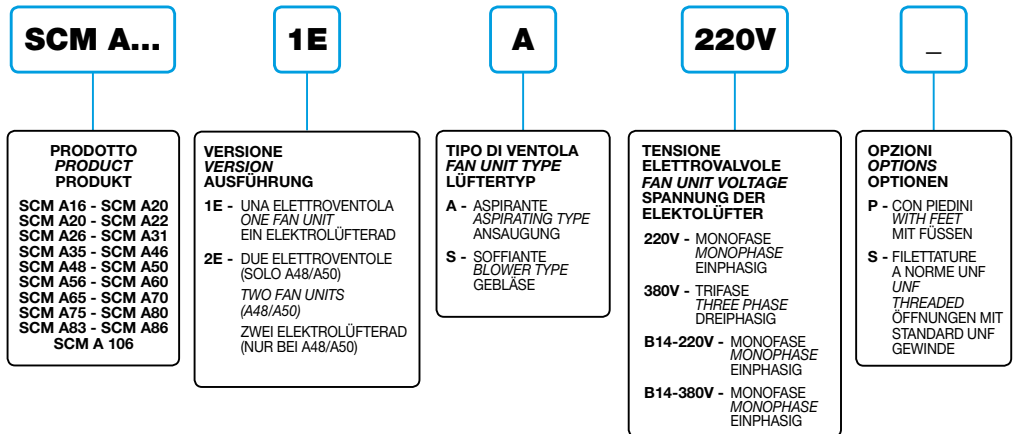 SCM A...
1E
A
220V
_
PRODOTTO
PRODUCT
PRODUKT
SCM A16 - SCM A20
SCM A20 - SCM A22
SCM A26 - SCM A31
SCM A35 - SCM A46
SCM A48 - SCM A50
SCM A56 - SCM A60
SCM A65 - SCM A70
SCM A75 - SCM A80
SCM A83 - SCM A86
SCM A 106
VERSIONE
VERSION
AUSFÜHRUNG
1E - UNA ELETTROVENTOLA
ONE FAN UNIT
EIN ELEKTROLÜFTERAD
2E - DUE ELETTROVENTOLE
(SOLO A48/A50)
TWO FAN UNITS
(A48/A50)
ZWEI ELEKTROLÜFTERAD
(NUR BEI A48/A50)
TIPO DI VENTOLA
FAN UNIT TYPE
LÜFTERTYP
A - ASPIRANTE
ASPIRATING TYPE
ANSAUGUNG
S - SOFFIANTE
BLOWER TYPE
GEBLÄSE
TENSIONE
ELETTROVALVOLE
FAN UNIT VOLTAGE
SPANNUNG DER
ELEKTOLÜFTER
220V - MONOFASE
MONOPHASE
EINPHASIG
380V - TRIFASE
THREE PHASE
DREIPHASIG
B14-220V - MONOFASE
MONOPHASE
EINPHASIG
B14-380V - MONOFASE
MONOPHASE
EINPHASIG
OPZIONI
OPTIONS
OPTIONEN
P - CON PIEDINI
WITH FEET
MIT FÜSSEN
S - FILETTATURE
A NORME UNF
UNF
THREADED
ÖFFNUNGEN MIT
STANDARD UNF
GEWINDE